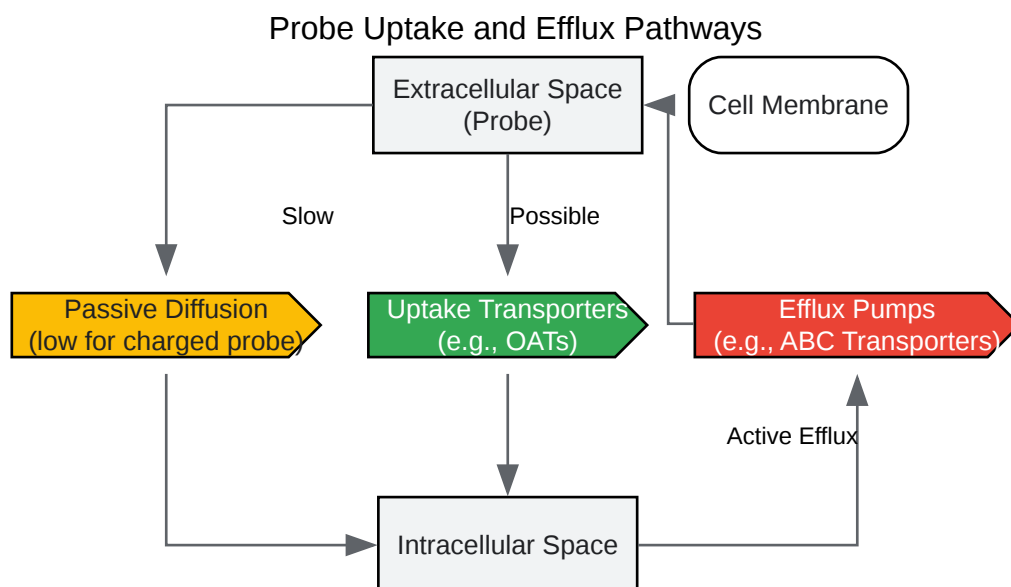 Probe Uptake and Efflux Pathways
Extracellular Space
(Probe)
Cell Membrane
Slow
Possible
Passive Diffusion
(low for charged probe)
Uptake Transporters
(e.g., OATs)
Efflux Pumps
(e.g., ABC Transporters)
Active Efflux
Intracellular Space